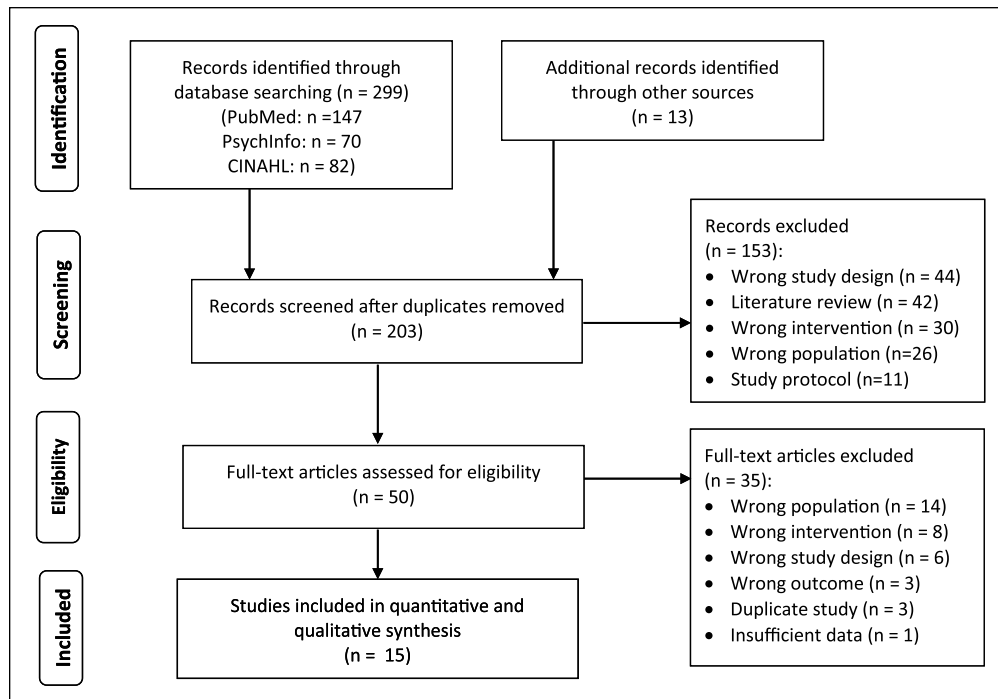 Identification
Records identified through
database searching (n = 299)
(PubMed: n =147
PsychInfo: n = 70
CINAHL: n = 82)
Additional records identified
through other sources
(n = 13)
Screening
Records screened after duplicates removed
(n = 203)
Records excluded
(n = 153):
• Wrong study design (n = 44)
• Literature review (n = 42)
• Wrong intervention (n = 30)
• Wrong population (n=26)
• Study protocol (n=11)
Eligibility
Full-text articles assessed for eligibility
(n = 50)
Full-text articles excluded
(n = 35):
• Wrong population (n = 14)
• Wrong intervention (n = 8)
• Wrong study design (n = 6)
• Wrong outcome (n = 3)
• Duplicate study (n = 3)
• Insufficient data (n = 1)
Included
Studies included in quantitative and
qualitative synthesis
(n = 15)